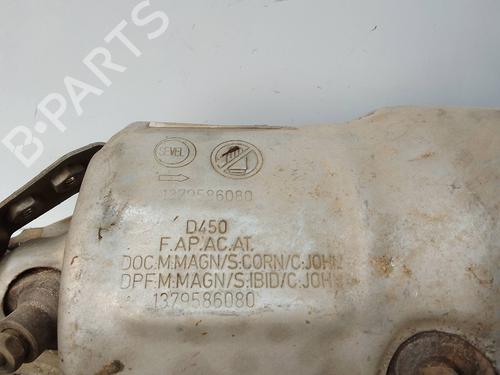 B-PARTS
SEVEL
1379586080
D450
F.AP.AC.AT.
DOC:M:MAGN/S:CORN/C:JOHN
DPF:M:MAGN/S:IBID/C:JOHN
1379586080